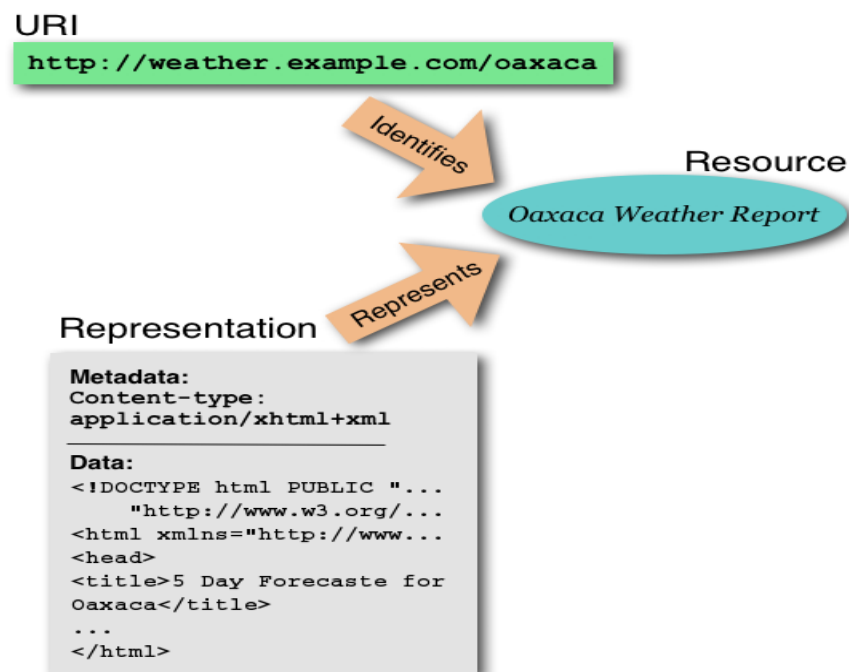 URI
http://weather.example.com/oaxaca
Identifies
Resource
Oaxaca Weather Report
Represents
Representation
Metadata:
Content-type:
application/xhtml+xml
Data:
<!DOCTYPE html PUBLIC "...
"http://www.w3.org/...
<html xmlns="http://www...
<head>
<title>5 Day Forecaste for
Oaxaca</title>
...
</html>